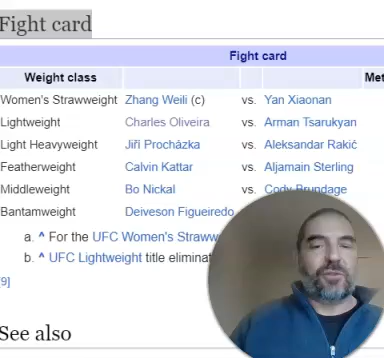 Fight card
Fight card
Weight class Met
Women's Strawweight Zhang Weili (c) vs. Yan Xiaonan
Lightweight Charles Oliveira vs. Arman Tsarukyan
Light Heavyweight Jiří Procházka vs. Aleksandar Rakić
Featherweight Calvin Kattar vs. Aljamain Sterling
Middleweight Bo Nickal vs. Cody Brundage
Bantamweight Deiveson Figueiredo
a. ^ For the UFC Women's Straww
b. ^ UFC Lightweight title eliminat
[9]
See also